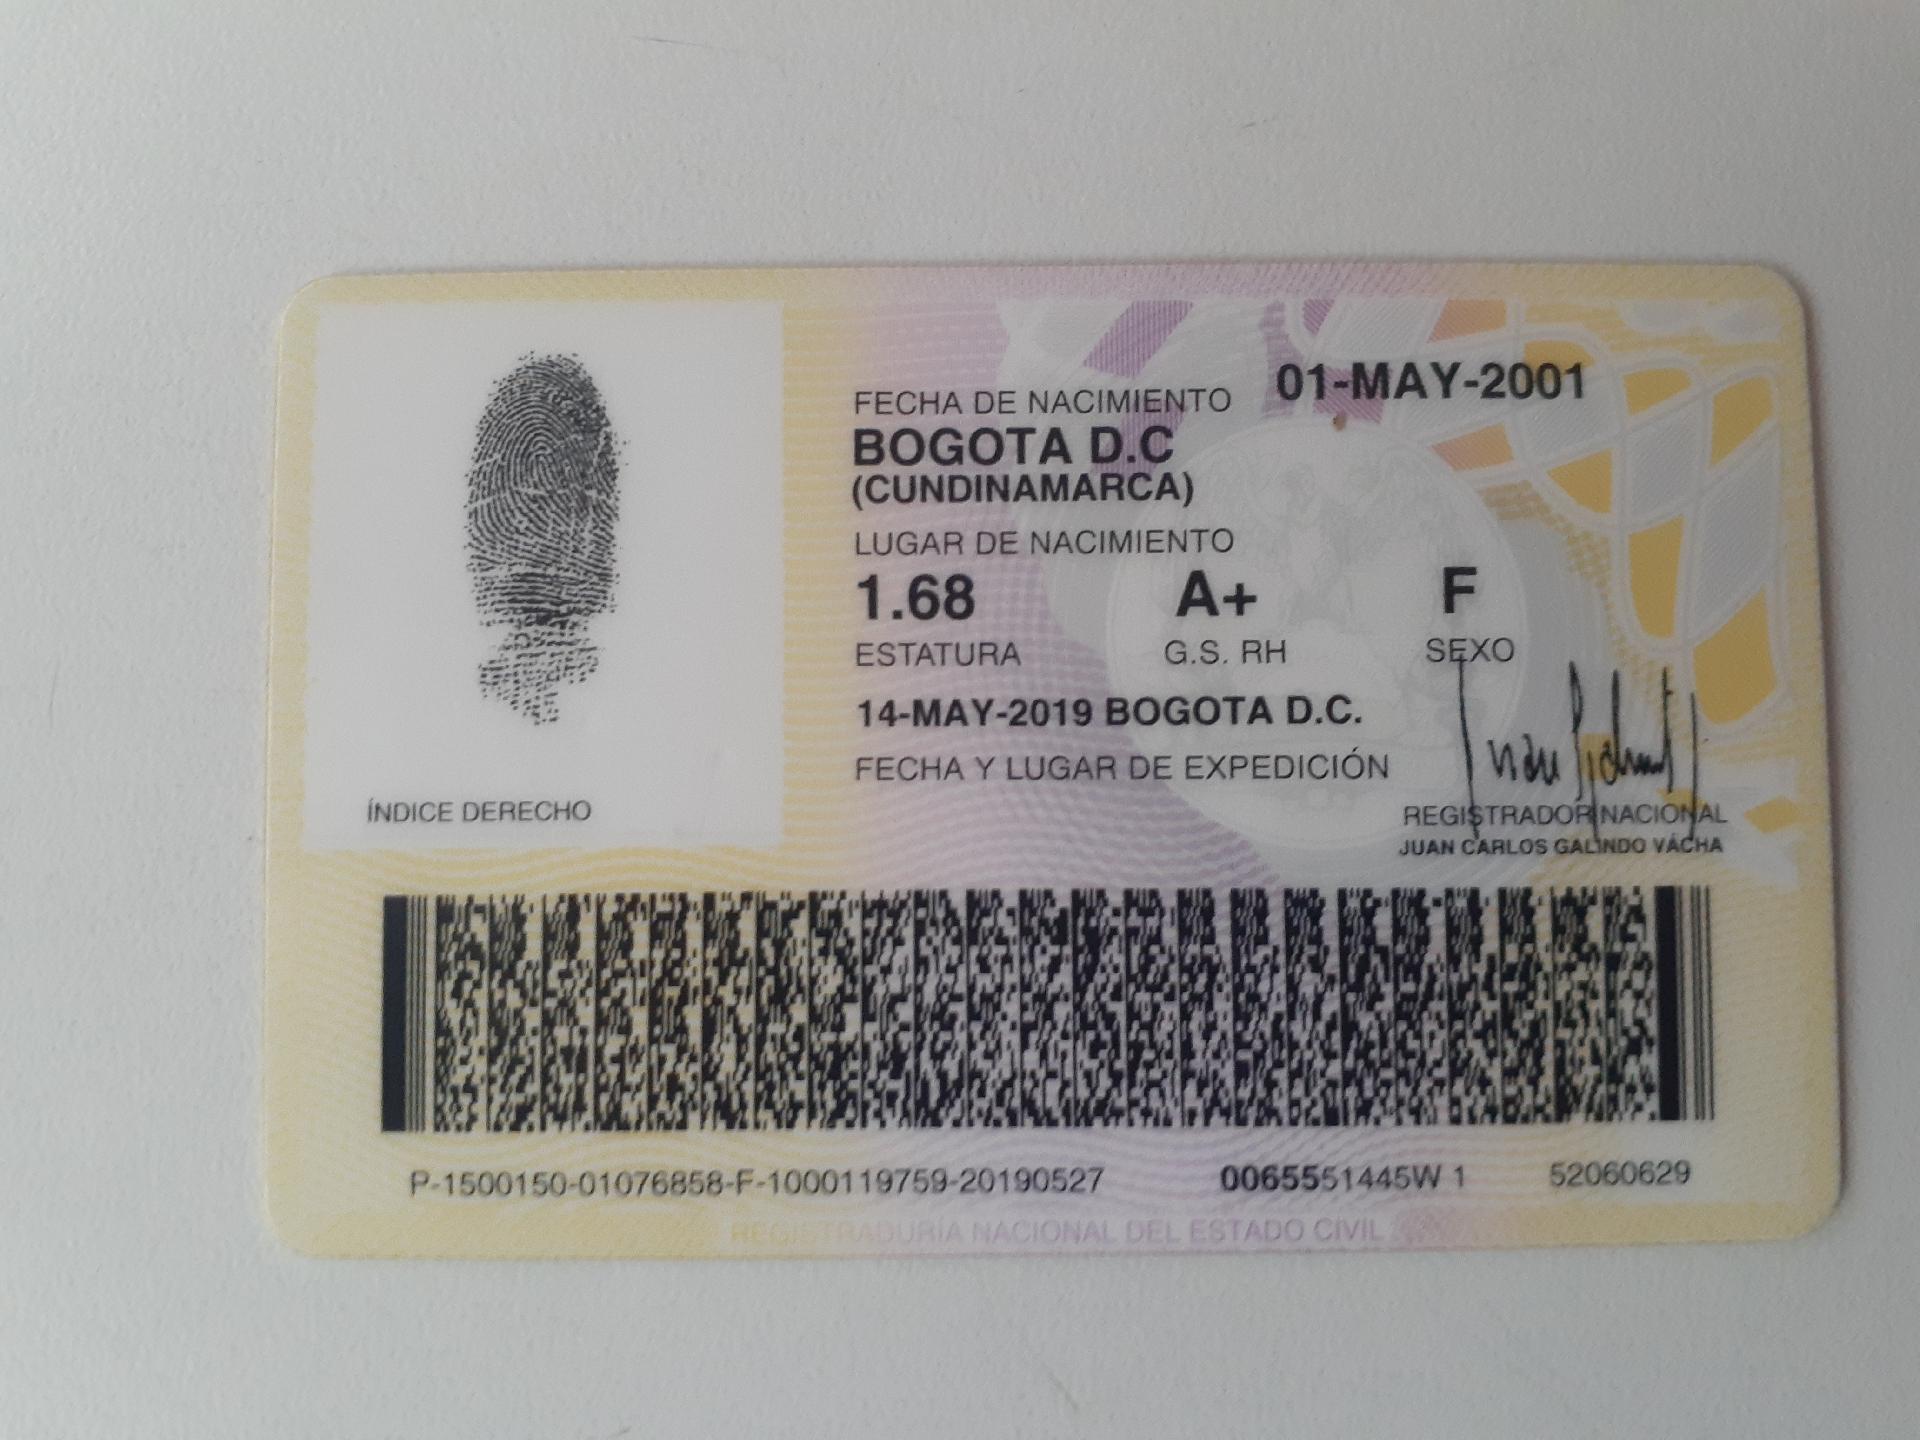 FECHA DE NACIMIENTO 01-MAY-2001
BOGOTA D.C
(CUNDINAMARCA)
LUGAR DE NACIMIENTO
1.68 A+ F
ESTATURA G.S. RH SEXO
14-MAY-2019 BOGOTA D.C.
FECHA Y LUGAR DE EXPEDICIÓN
ÍNDICE DERECHO
REGISTRADOR NACIONAL
JUAN CARLOS GALINDO VÁCHA
P-1500150-01076858-F-1000119759-20190527 0065551445W 1 52060629
REGISTRADURÍA NACIONAL DEL ESTADO CIVIL